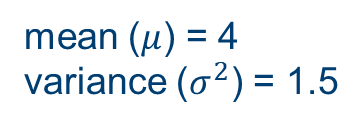 mean (𝜇) = 4
variance (𝜎²) = 1.5